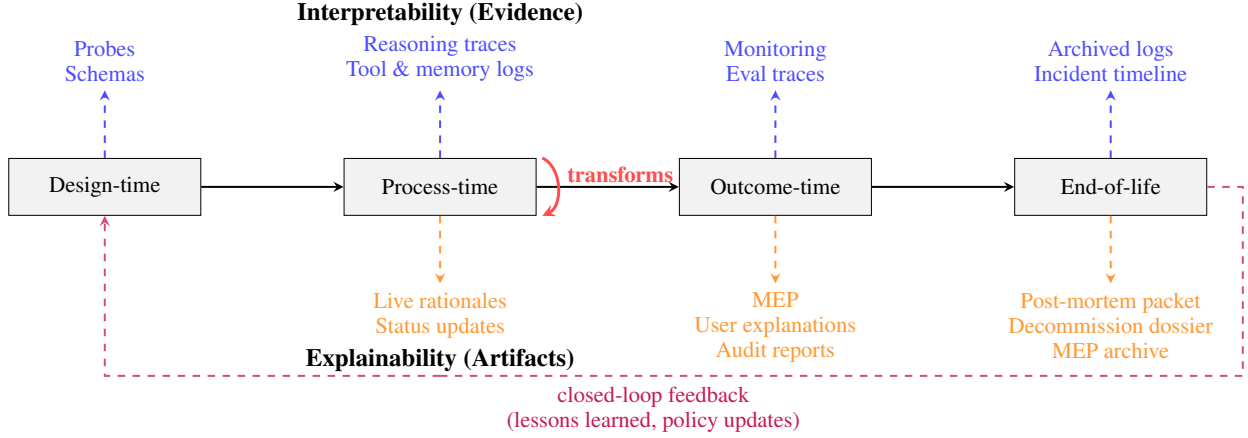 Interpretability (Evidence)
Probes
Schemas
Reasoning traces
Tool & memory logs
Monitoring
Eval traces
Archived logs
Incident timeline
Design-time
Process-time
transforms
Outcome-time
End-of-life
Live rationales
Status updates
MEP
User explanations
Audit reports
Post-mortem packet
Decommission dossier
MEP archive
Explainability (Artifacts)
closed-loop feedback
(lessons learned, policy updates)